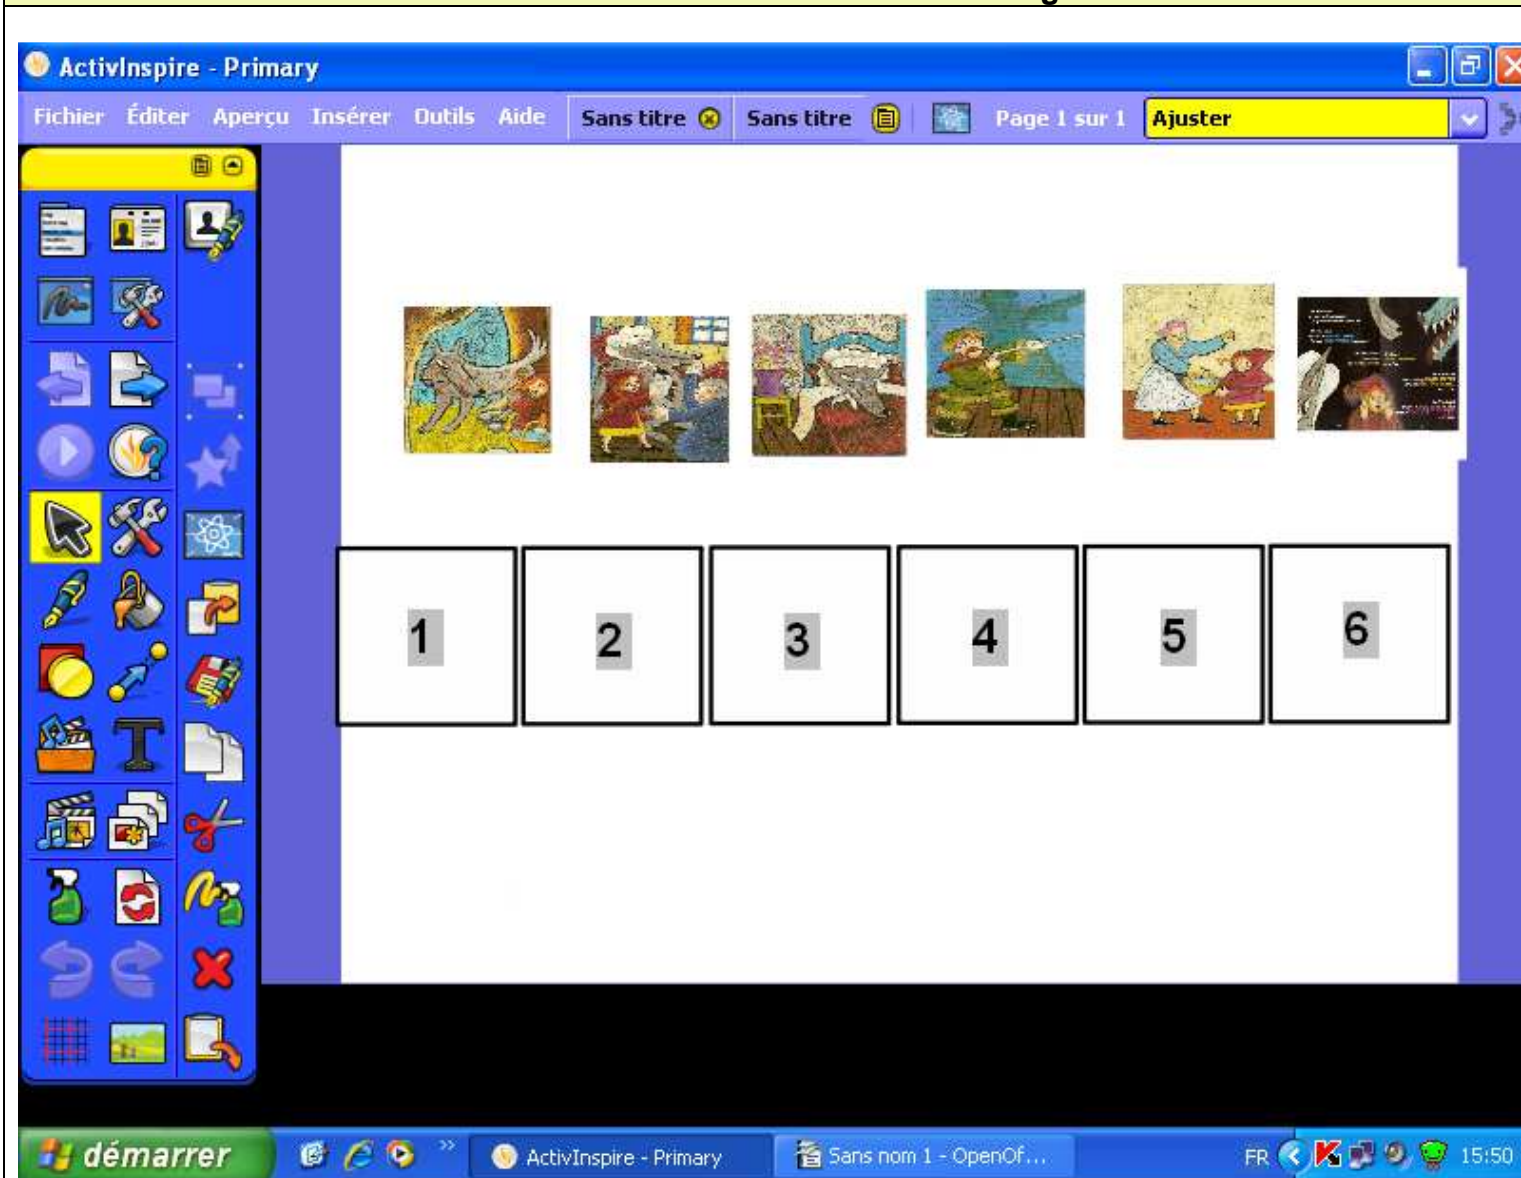 ActivInspire - Primary
Fichier Éditer Aperçu Insérer Outils Aide Sans titre Sans titre Page 1 sur 1 Ajuster
1 2 3 4 5 6
démarrer ActivInspire - Primary Sans nom 1 - OpenOf... FR 15:50